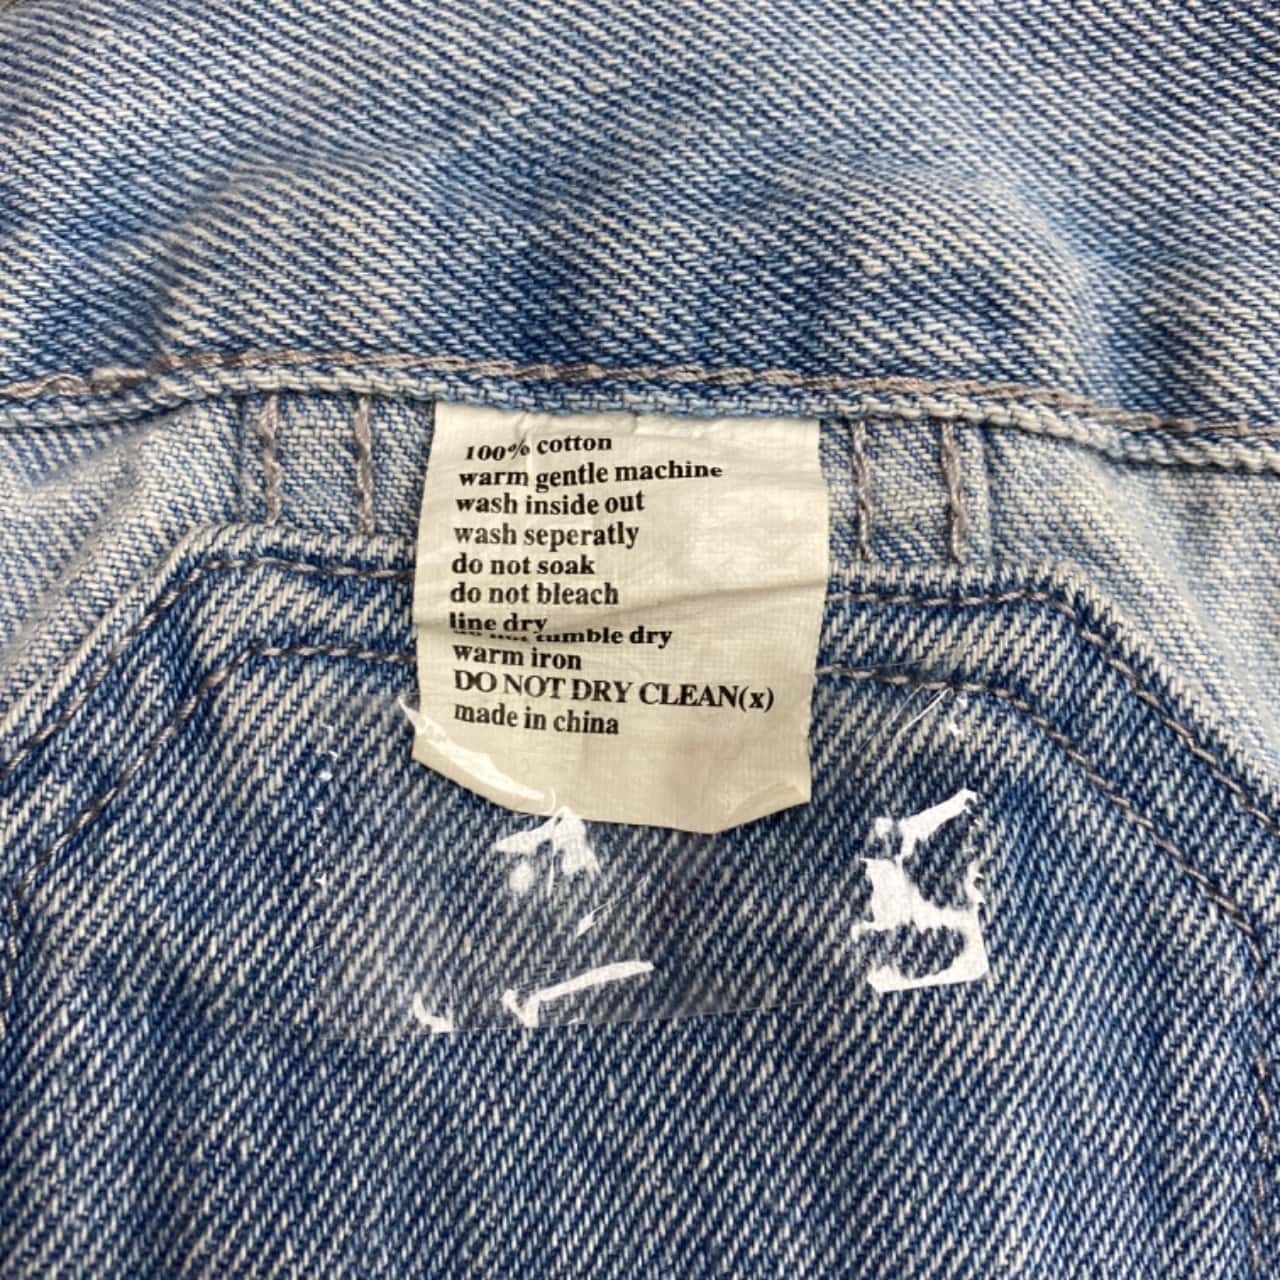 100% cotton
warm gentle machine
wash inside out
wash seperatly
do not soak
do not bleach
line dry
tumble dry
warm iron
DO NOT DRY CLEAN(x)
made in china